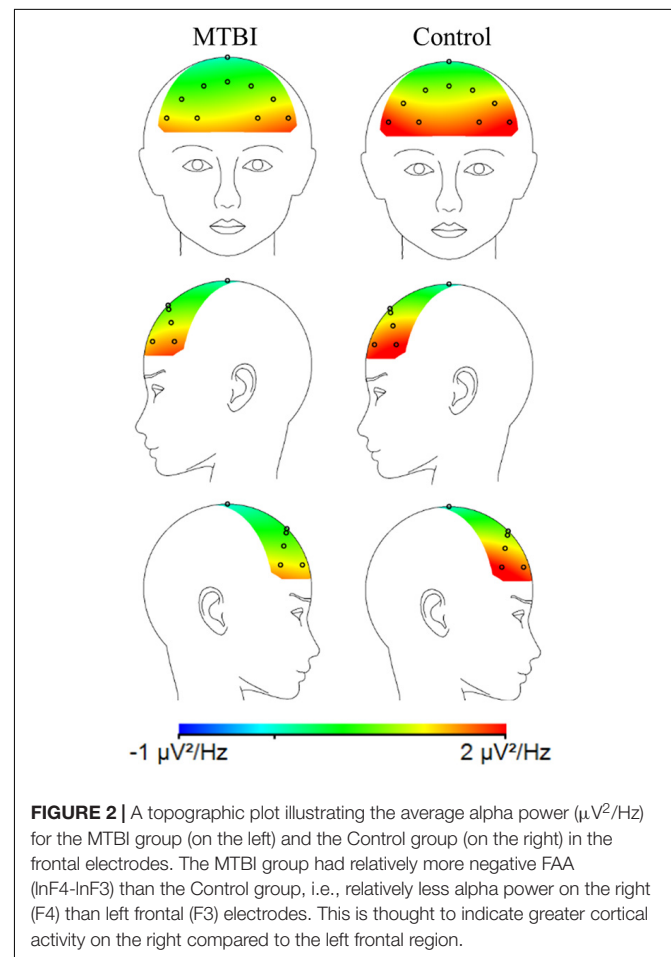 MTBI Control
-1 µV²/Hz 2 µV²/Hz
FIGURE 2 | A topographic plot illustrating the average alpha power (μV²/Hz)
for the MTBI group (on the left) and the Control group (on the right) in the
frontal electrodes. The MTBI group had relatively more negative FAA
(lnF4-lnF3) than the Control group, i.e., relatively less alpha power on the right
(F4) than left frontal (F3) electrodes. This is thought to indicate greater cortical
activity on the right compared to the left frontal region.